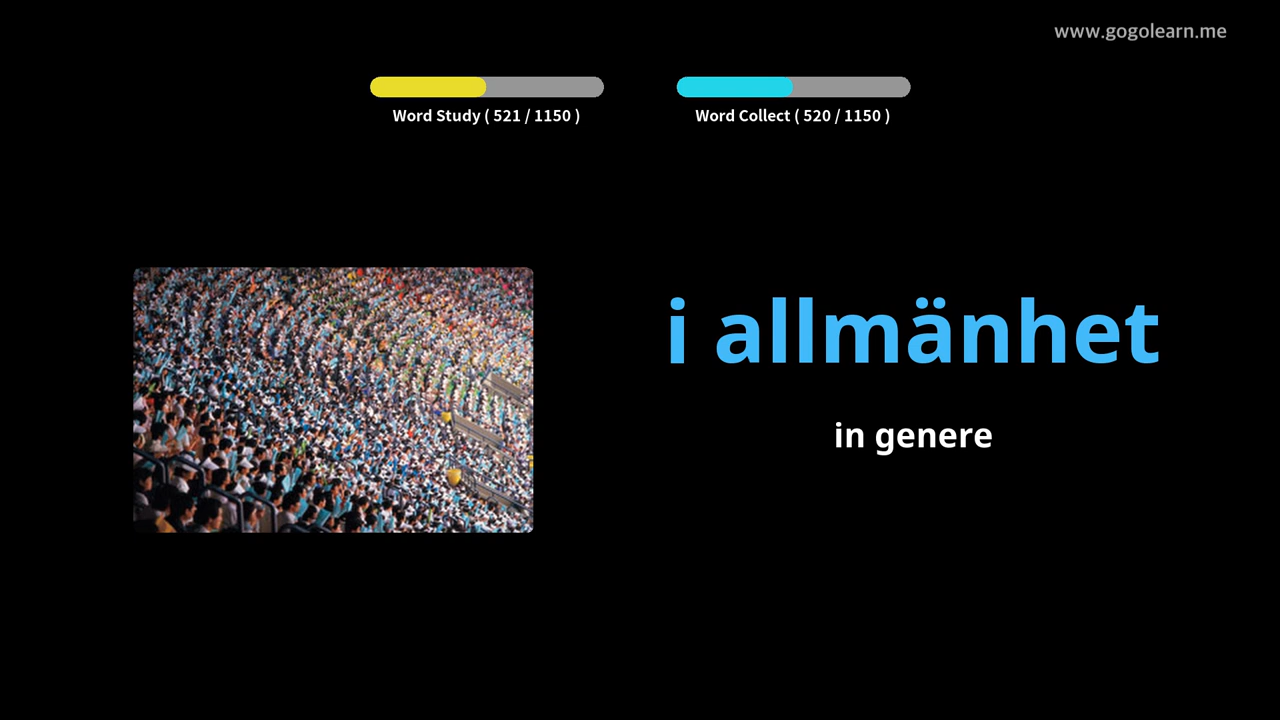 www.gogolearn.me
Word Study ( 521 / 1150 )
Word Collect ( 520 / 1150 )
i allmänhet
in genere